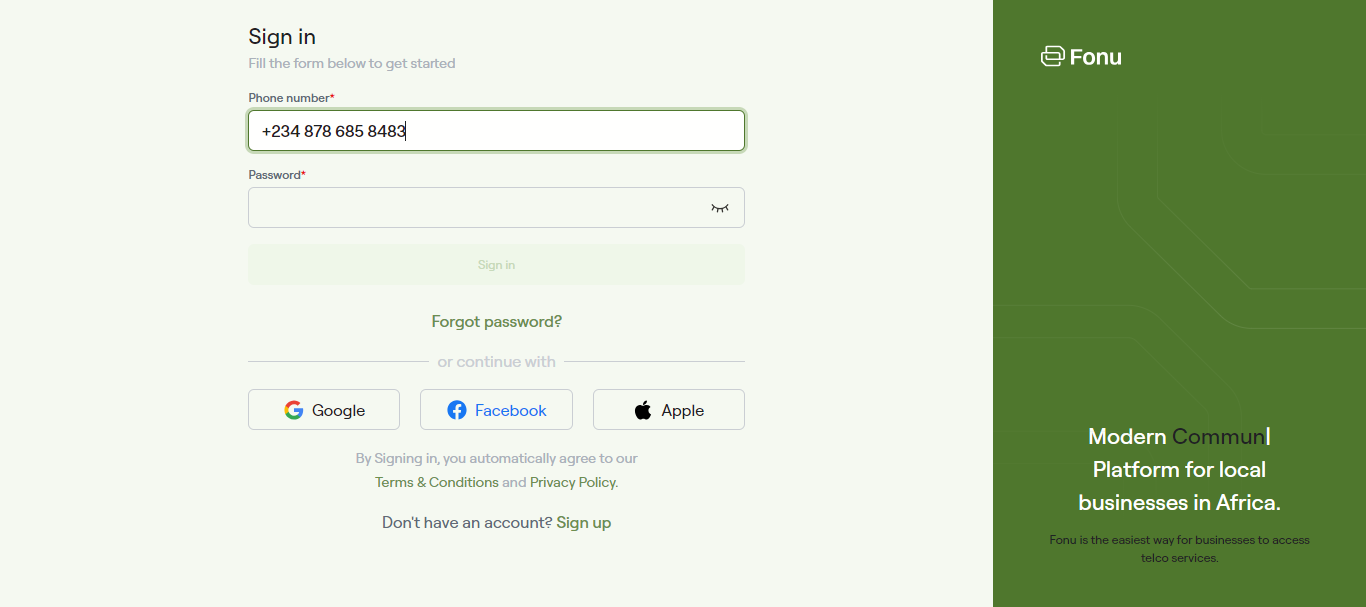 Sign in
Fill the form below to get started
Phone number*
+234 878 685 8483
Password*
Sign in
Forgot password?
or continue with
Google
Facebook
Apple
By Signing in, you automatically agree to our
Terms & Conditions and Privacy Policy.
Don't have an account? Sign up
Fonu
Modern Commun|
Platform for local
businesses in Africa.
Fonu is the easiest way for businesses to access
telco services.